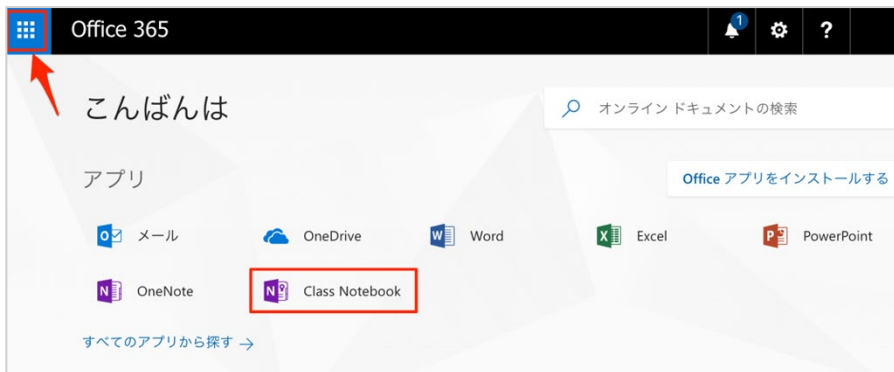 Office 365
1
?
こんばんは
オンライン ドキュメントの検索
アプリ
Office アプリをインストールする
メール
OneDrive
Word
Excel
PowerPoint
OneNote
Class Notebook
すべてのアプリから探す →